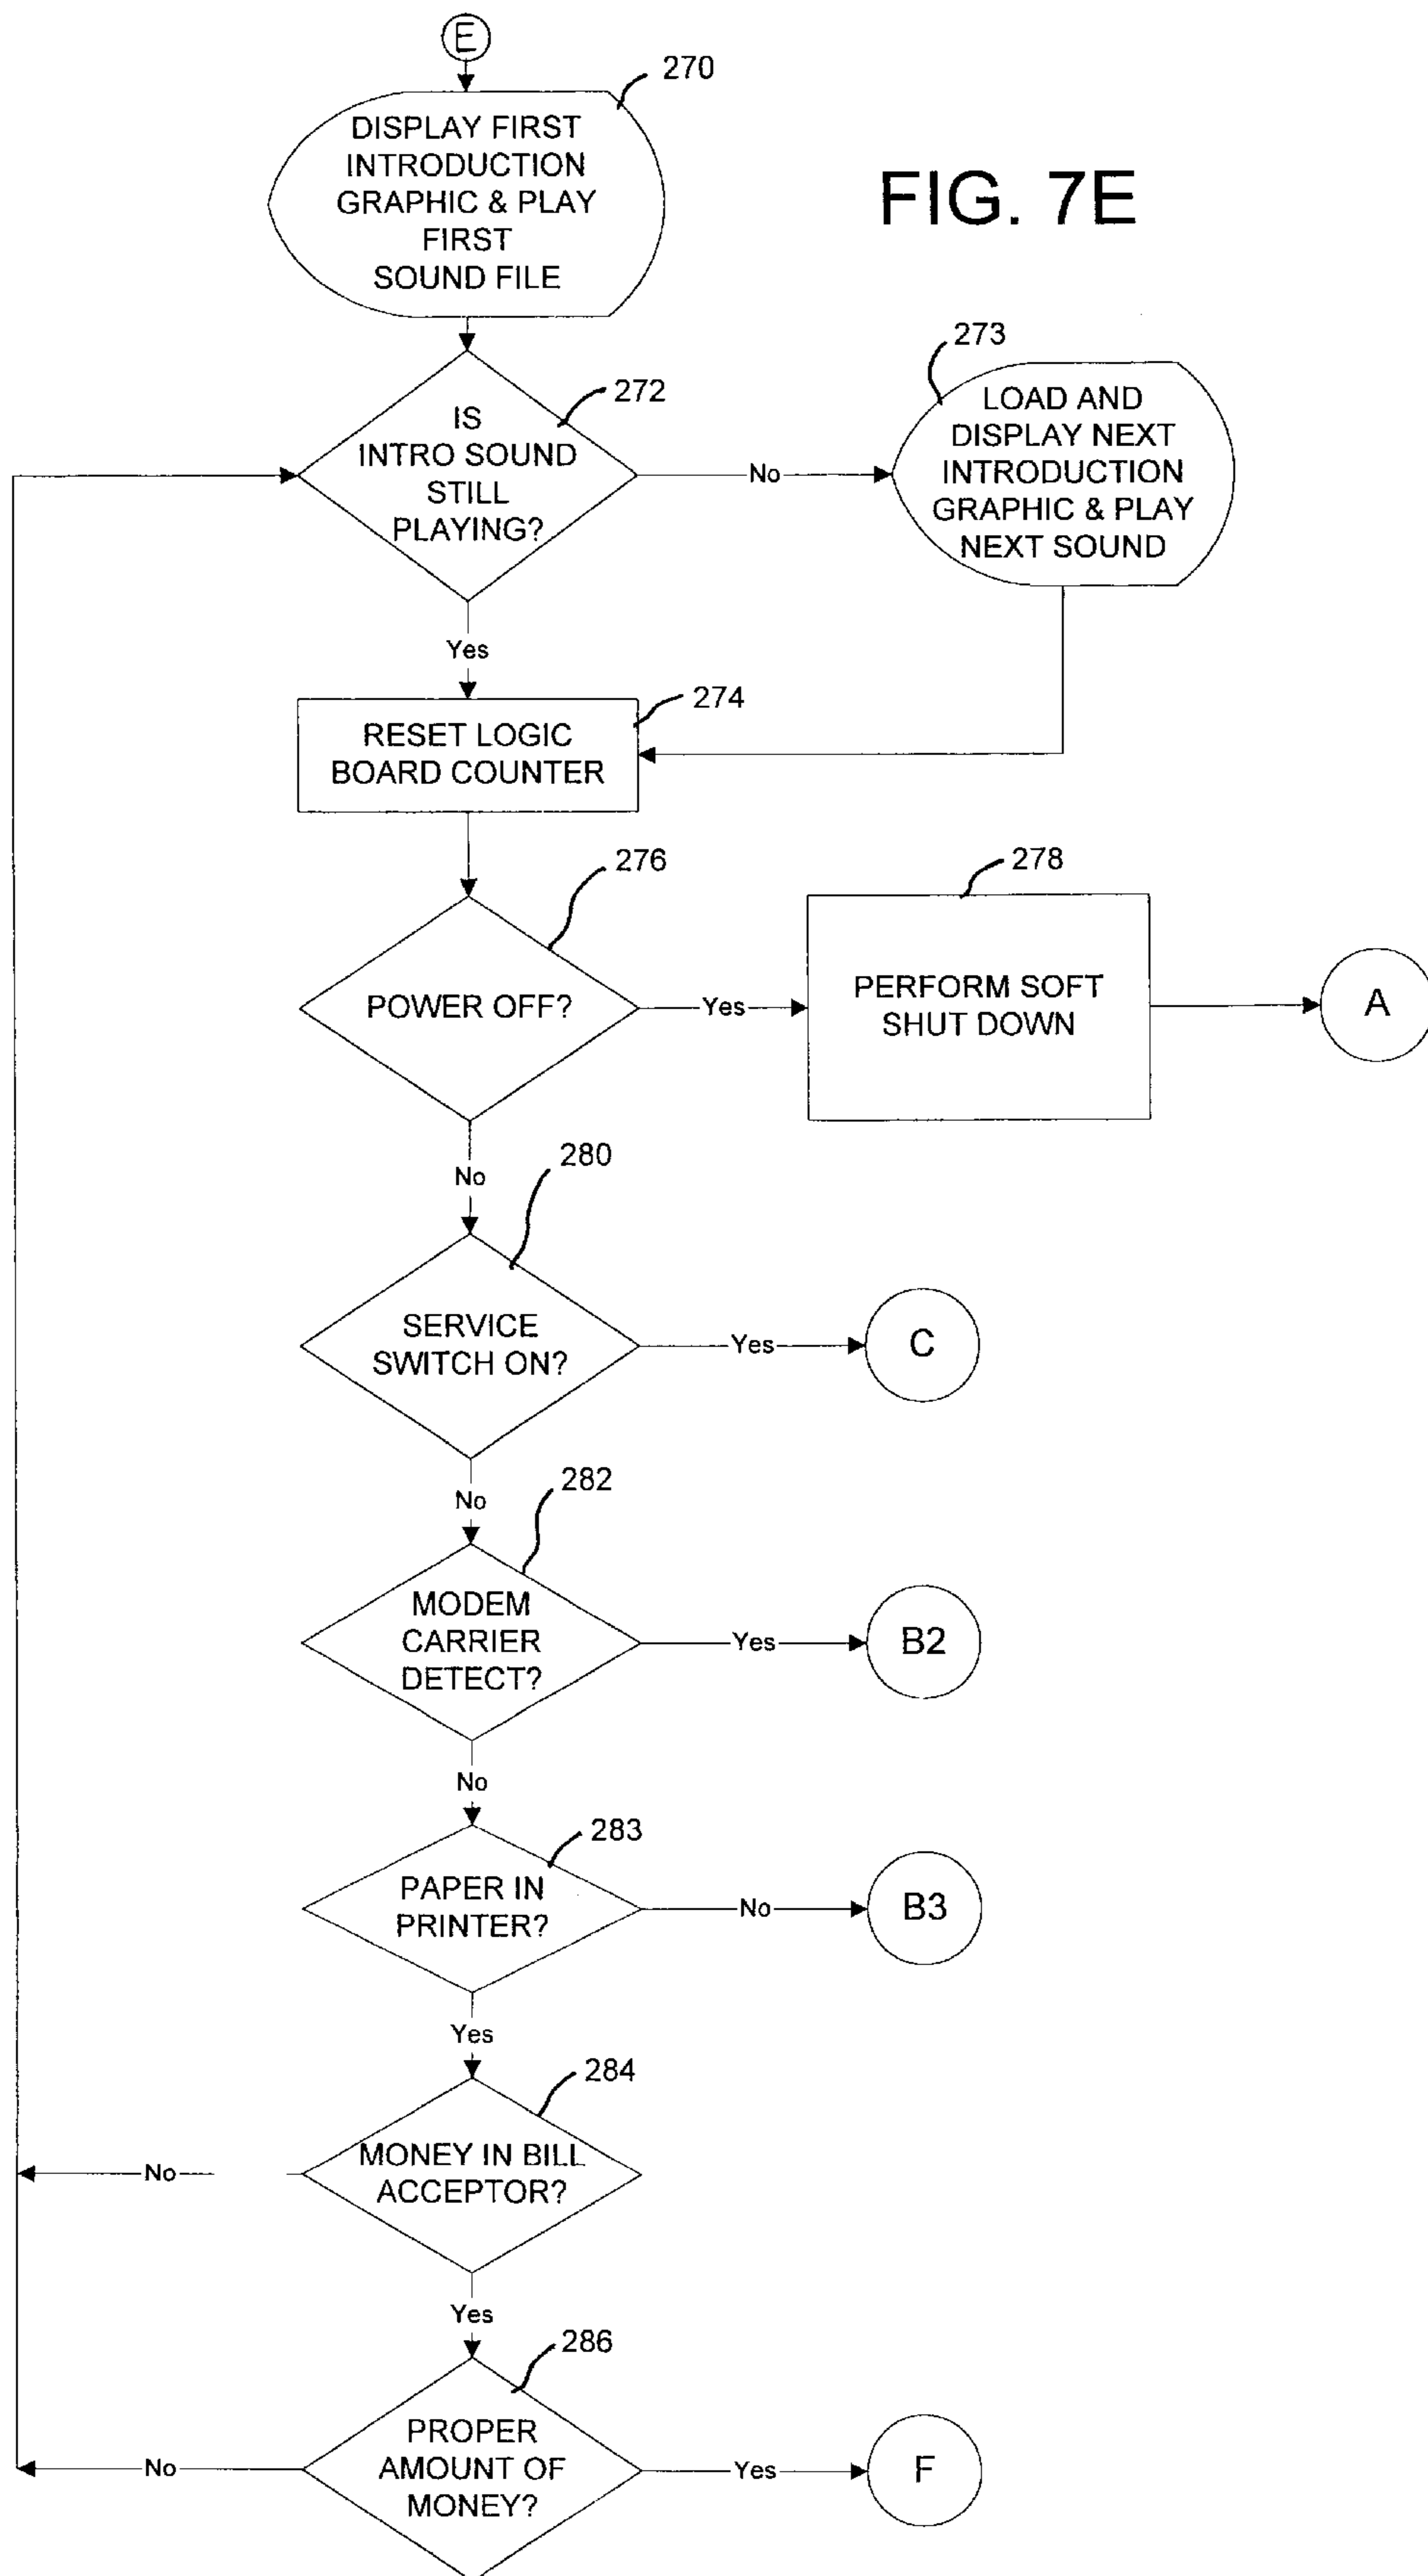 E
270
DISPLAY FIRST
INTRODUCTION
GRAPHIC & PLAY
FIRST
SOUND FILE
FIG. 7E
272
IS
INTRO SOUND
STILL
PLAYING?
No
273
LOAD AND
DISPLAY NEXT
INTRODUCTION
GRAPHIC & PLAY
NEXT SOUND
Yes
274
RESET LOGIC
BOARD COUNTER
276
POWER OFF?
Yes
278
PERFORM SOFT
SHUT DOWN
A
No
280
SERVICE
SWITCH ON?
Yes
C
No
282
MODEM
CARRIER
DETECT?
Yes
B2
No
283
PAPER IN
PRINTER?
No
B3
Yes
284
MONEY IN BILL
ACCEPTOR?
No
Yes
286
PROPER
AMOUNT OF
MONEY?
No
Yes
F